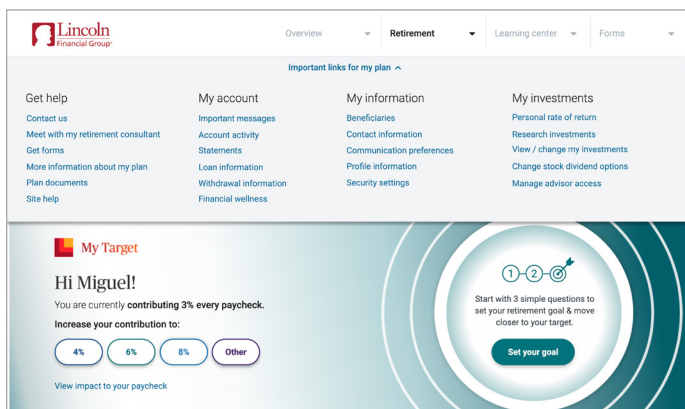 Lincoln
Financial Group®
Overview
Retirement
Learning center
Forms
Important links for my plan
Get help
Contact us
Meet with my retirement consultant
Get forms
More information about my plan
Plan documents
Site help
My account
Important messages
Account activity
Statements
Loan information
Withdrawal information
Financial wellness
My information
Beneficiaries
Contact information
Communication preferences
Profile information
Security settings
My investments
Personal rate of return
Research investments
View / change my investments
Change stock dividend options
Manage advisor access
My Target
Hi Miguel!
You are currently contributing 3% every paycheck.
Increase your contribution to:
4%
6%
8%
Other
View impact to your paycheck
1 2
Start with 3 simple questions to
set your retirement goal & move
closer to your target.
Set your goal